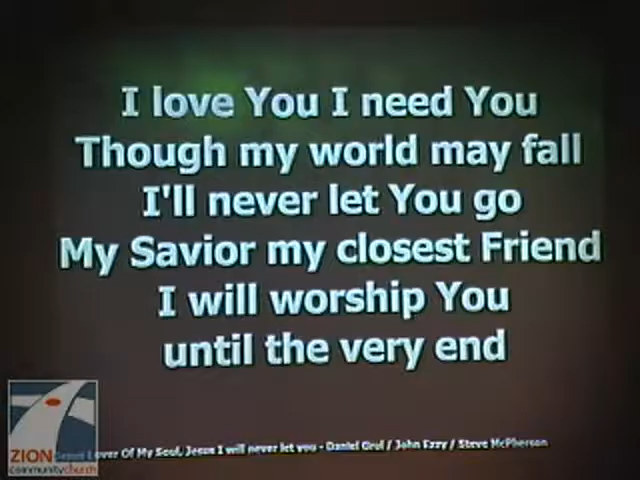 I love You I need You
Though my world may fall
I'll never let You go
My Savior my closest Friend
I will worship You
until the very end
Lover Of My Soul, Jesus I will never let you - Daniel Grul / John Ezzy / Steve McPherson
ZION
communitychurch